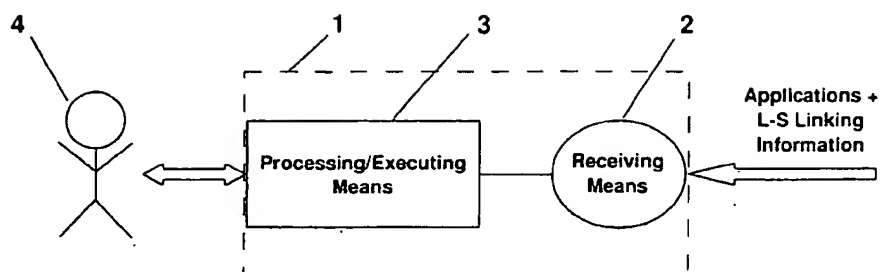 4
1
3
2
Applications +
L-S Linking
Information
Processing/Executing
Means
Receiving
Means